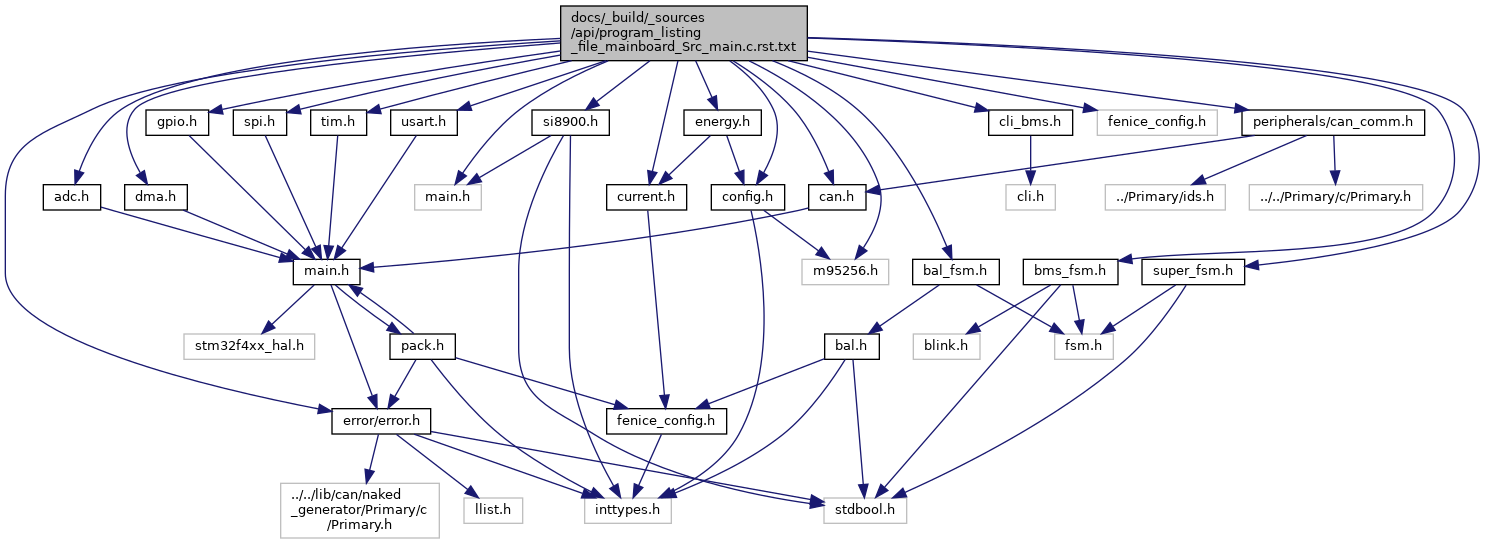 docs/_build/_sources
/api/program_listing
_file_mainboard_Src_main.c.rst.txt
gpio.h
spi.h
tim.h
usart.h
si8900.h
energy.h
cli_bms.h
fenice_config.h
peripherals/can_comm.h
adc.h
dma.h
main.h
current.h
config.h
can.h
cli.h
../Primary/ids.h
../../Primary/c/Primary.h
main.h
m95256.h
bal_fsm.h
bms_fsm.h
super_fsm.h
stm32f4xx_hal.h
pack.h
bal.h
blink.h
fsm.h
error/error.h
fenice_config.h
../../lib/can/naked
_generator/Primary/c
/Primary.h
llist.h
inttypes.h
stdbool.h